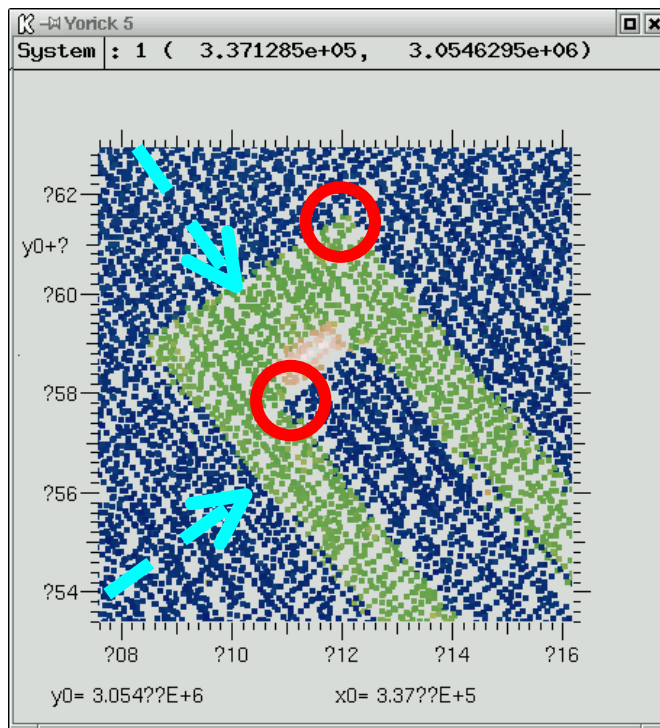 Yorick 5
System : 1 ( 3.371285e+05, 3.0546295e+06)
?62
y0+?
?60
?58
?56
?54
?08 ?10 ?12 ?14 ?16
y0= 3.054??E+6 x0= 3.37??E+5